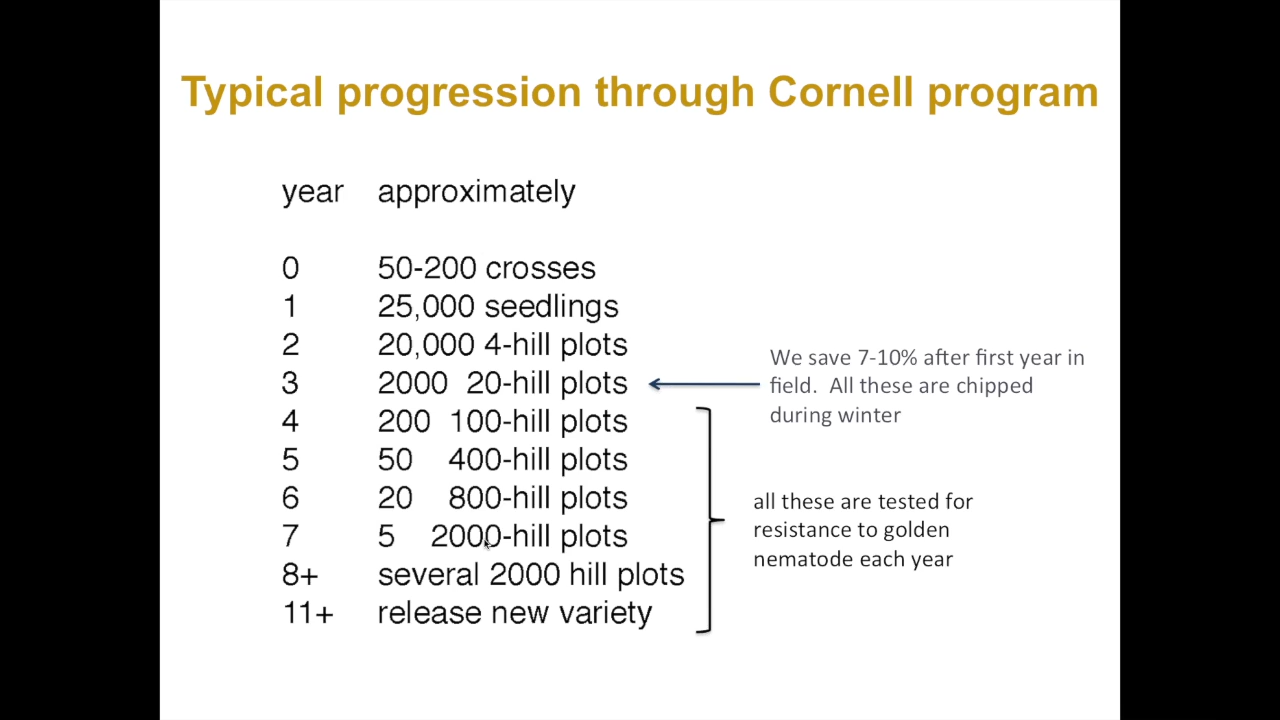 Typical progression through Cornell program
year approximately
0 50-200 crosses
1 25,000 seedlings
2 20,000 4-hill plots
3 2000 20-hill plots
4 200 100-hill plots
5 50 400-hill plots
6 20 800-hill plots
7 5 2000-hill plots
8+ several 2000 hill plots
11+ release new variety
We save 7-10% after first year in
field. All these are chipped
during winter
all these are tested for
resistance to golden
nematode each year